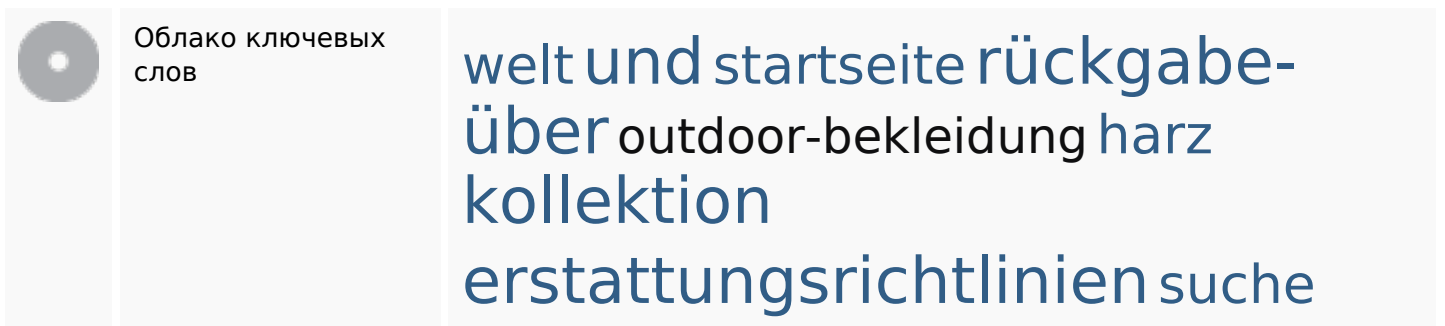 Облако ключевых
слов
welt und startseite rückgabe-
über outdoor-bekleidung harz
kollektion
erstattungsrichtlinien suche